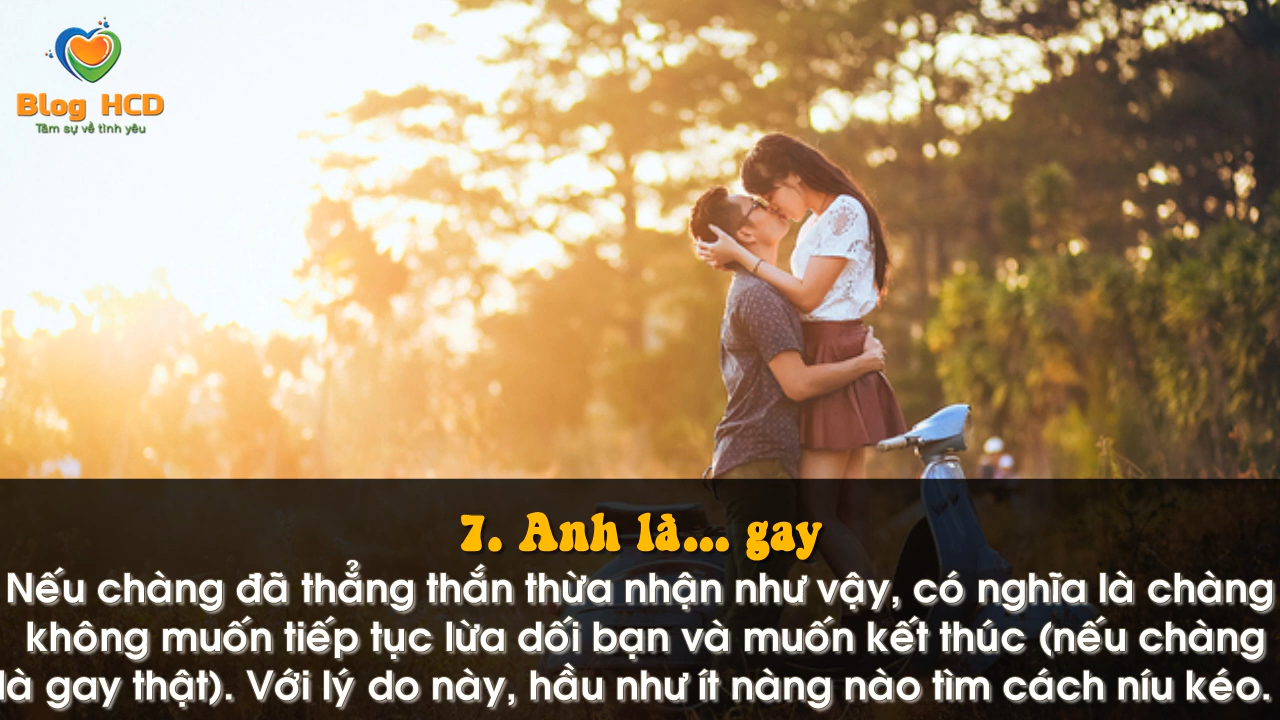 Blog HCD
Tâm sự về tình yêu
7. Anh là... gay
Nếu chàng đã thẳng thắn thừa nhận như vậy, có nghĩa là chàng
không muốn tiếp tục lừa dối bạn và muốn kết thúc (nếu chàng
là gay thật). Với lý do này, hầu như ít nàng nào tìm cách níu kéo.